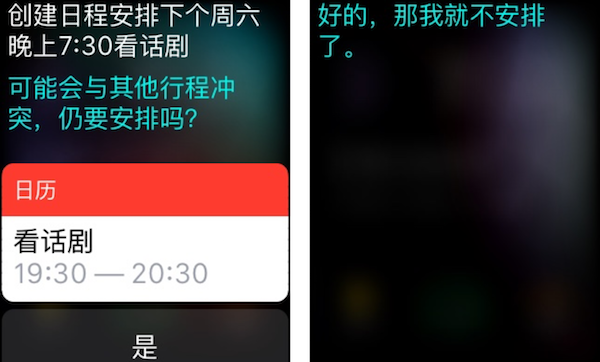 创建日程安排下个周六
晚上7:30看话剧
可能会与其他行程冲
突，仍要安排吗？
日历
看话剧
19:30 — 20:30
是
好的，那我就不安排
了。